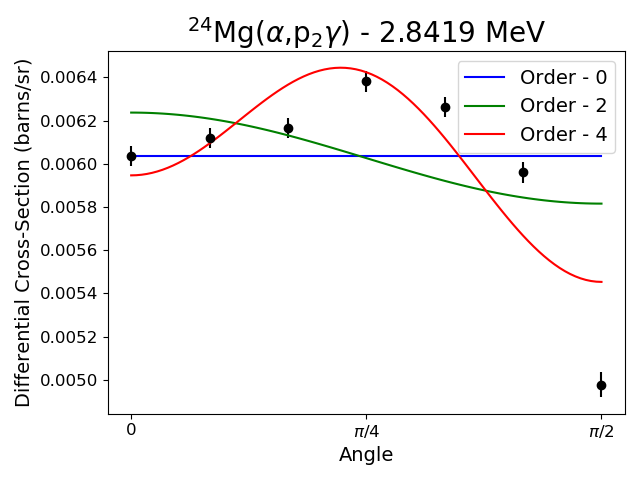 ²⁴Mg(α,p₂γ) - 2.8419 MeV
Differential Cross-Section (barns/sr)
0.0064
0.0062
0.0060
0.0058
0.0056
0.0054
0.0052
0.0050
Order - 0
Order - 2
Order - 4
0 π/4 π/2
Angle